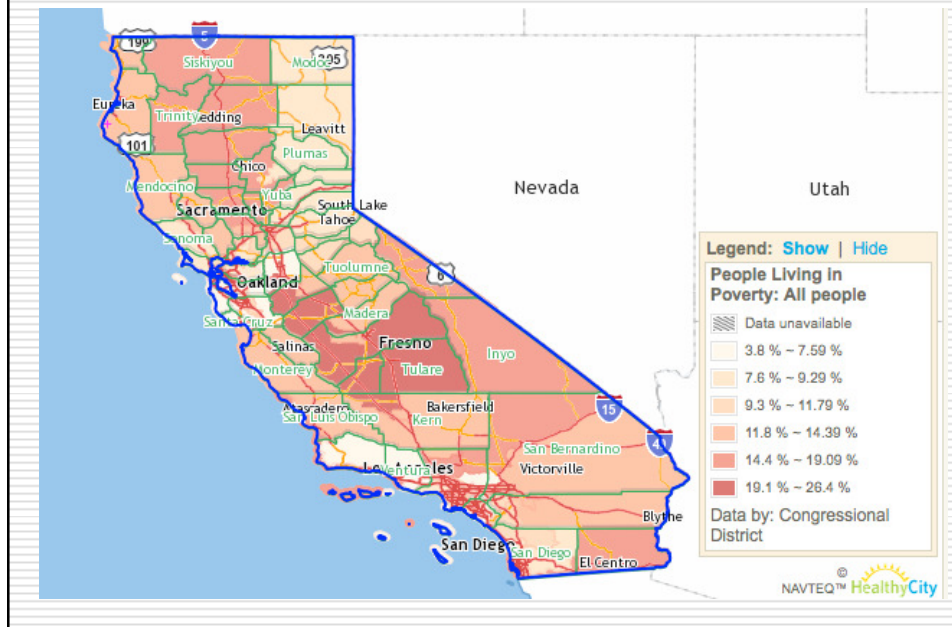 199
5
Siskiyou
Modoc
395
Eureka
Trinity
Redding
Leavitt
101
Plumas
Chico
Mendocino
Yuba
Nevada
Utah
Sacramento
South Lake
Tahoe
Sonoma
Legend: Show | Hide
Tuolumne
6
People Living in
Poverty: All people
Oakland
Data unavailable
Santa Cruz
Madera
3.8 % ~ 7.59 %
Salinas
Fresno
Inyo
7.6 % ~ 9.29 %
Monterey
Tulare
9.3 % ~ 11.79 %
Atascadero
Bakersfield
15
San Luis Obispo
Kern
11.8 % ~ 14.39 %
San Bernardino
14.4 % ~ 19.09 %
Los Angeles
Ventura
Victorville
19.1 % ~ 26.4 %
Blythe
Data by: Congressional
District
San Diego
San Diego
El Centro
©
NAVTEQ™ HealthyCity